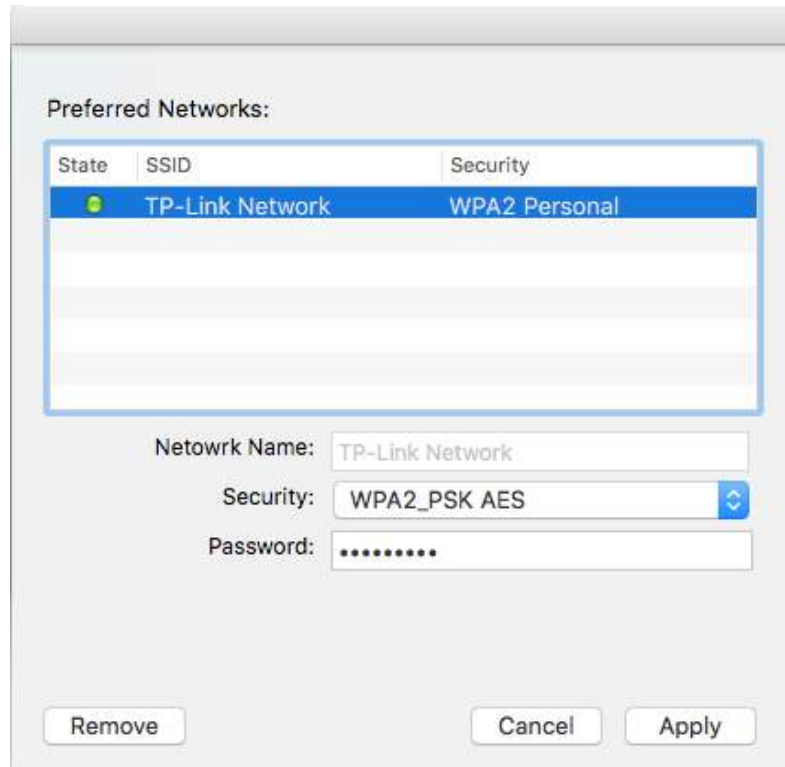 Preferred Networks:
State SSID Security
TP-Link Network WPA2 Personal
Netowrk Name: TP-Link Network
Security: WPA2_PSK AES
Password: •••••••••
Remove Cancel Apply